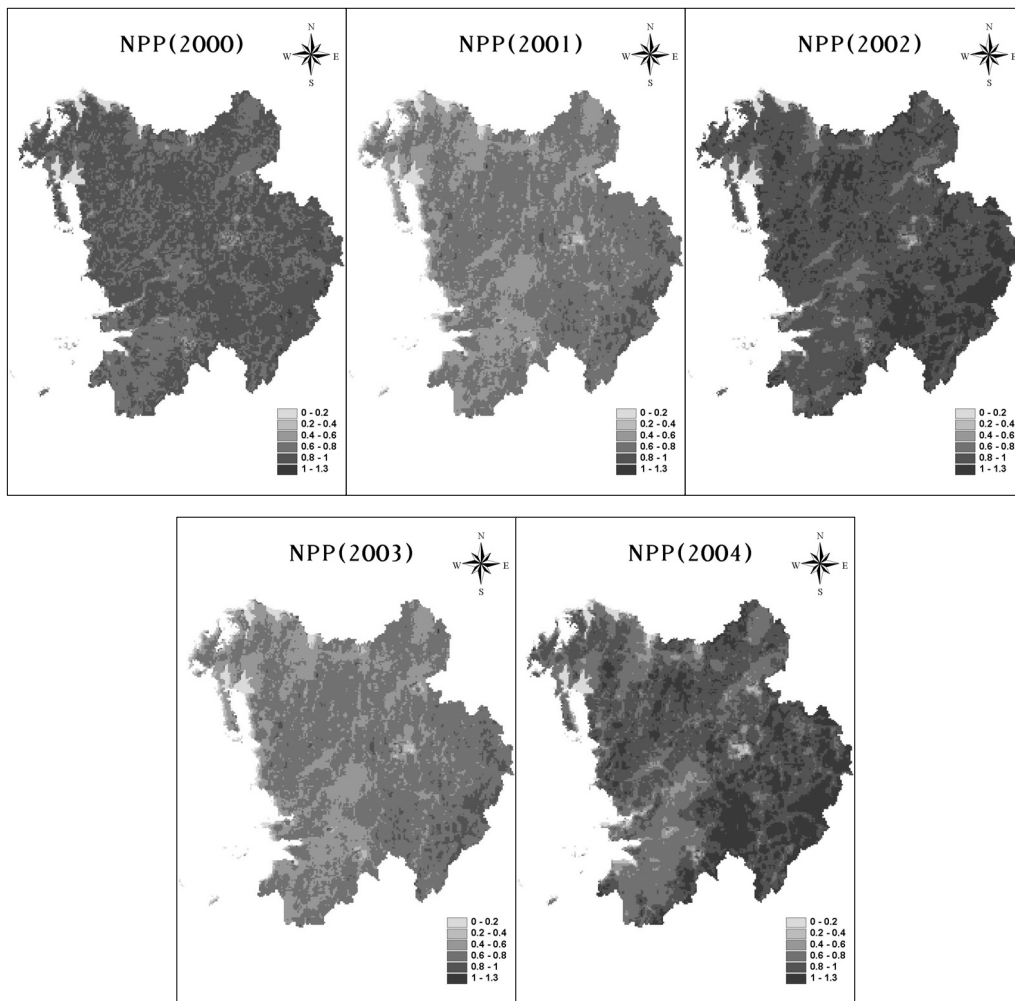 NPP(2000)
N
W E
S
0 - 0.2
0.2 - 0.4
0.4 - 0.6
0.6 - 0.8
0.8 - 1
1 - 1.3
NPP(2001)
N
W E
S
0 - 0.2
0.2 - 0.4
0.4 - 0.6
0.6 - 0.8
0.8 - 1
1 - 1.3
NPP(2002)
N
W E
S
0 - 0.2
0.2 - 0.4
0.4 - 0.6
0.6 - 0.8
0.8 - 1
1 - 1.3
NPP(2003)
N
W E
S
0 - 0.2
0.2 - 0.4
0.4 - 0.6
0.6 - 0.8
0.8 - 1
1 - 1.3
NPP(2004)
N
W E
S
0 - 0.2
0.2 - 0.4
0.4 - 0.6
0.6 - 0.8
0.8 - 1
1 - 1.3